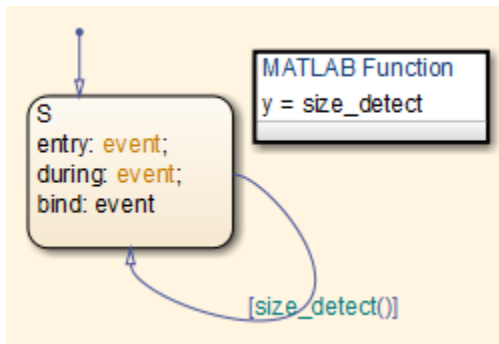 S
entry: event;
during: event;
bind: event
MATLAB Function
y = size_detect
[size_detect()]